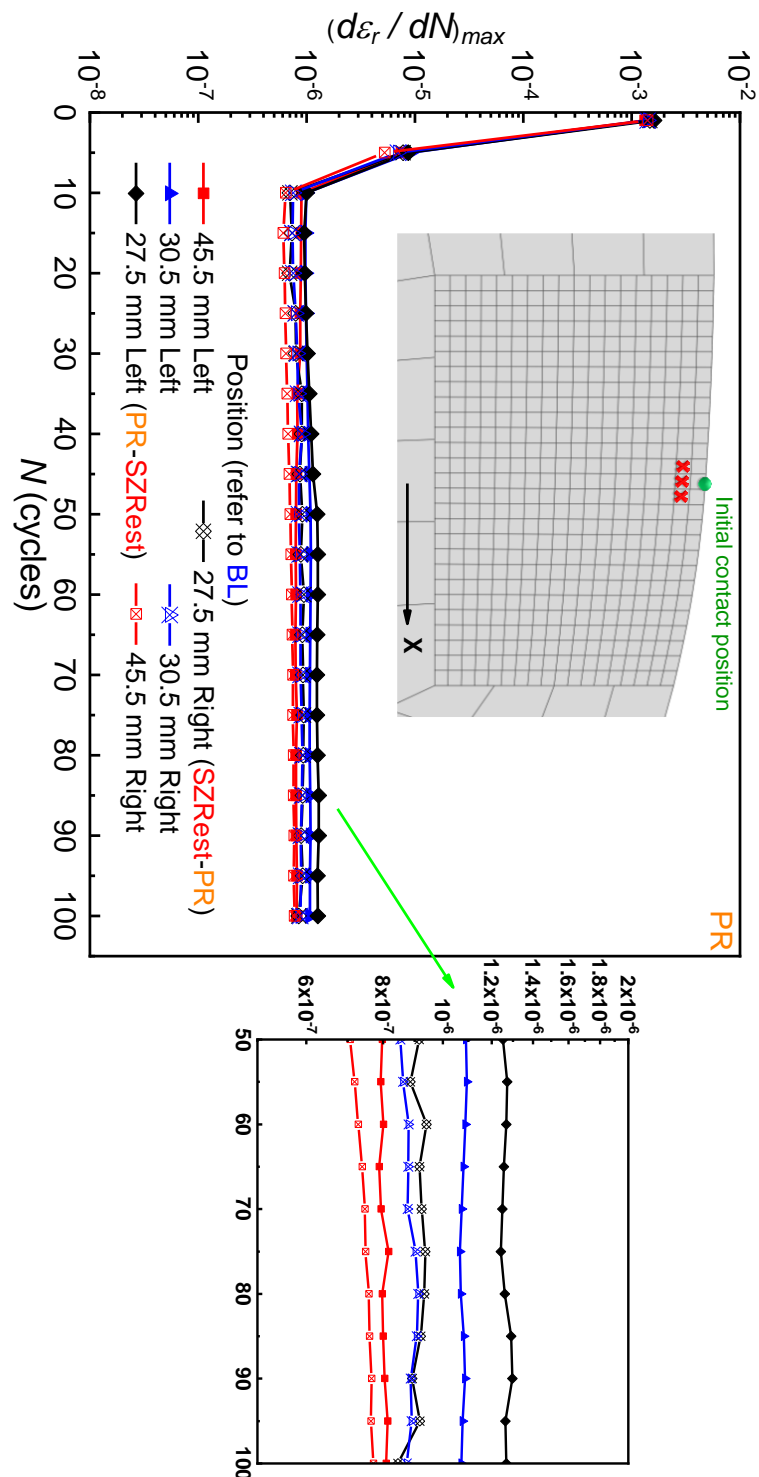 (dεᵣ / dN)max
10⁻²
10⁻³
10⁻⁴
10⁻⁵
10⁻⁶
10⁻⁷
10⁻⁸
0
10
20
30
40
50
60
70
80
90
100
N (cycles)
PR
Initial contact position
X
Position (refer to BL)
27.5 mm Right (SZRest-PR)
45.5 mm Left
30.5 mm Left
30.5 mm Right
27.5 mm Left (PR-SZRest)
45.5 mm Right
2x10⁻⁶
1.8x10⁻⁶
1.6x10⁻⁶
1.4x10⁻⁶
1.2x10⁻⁶
10⁻⁶
8x10⁻⁷
6x10⁻⁷
50
60
70
80
90
100